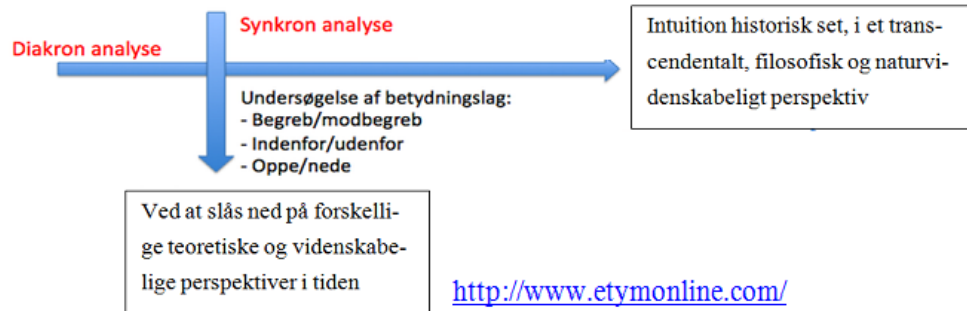 Synkron analyse
Diakron analyse
Intuition historisk set, i et trans-
cendentalt, filosofisk og naturvi-
denskabeligt perspektiv
Undersøgelse af betydningslag:
- Begreb/modbegreb
- Indenfor/udenfor
- Oppe/nede
Ved at slås ned på forskelli-
ge teoretiske og videnskabe-
lige perspektiver i tiden
http://www.etymonline.com/